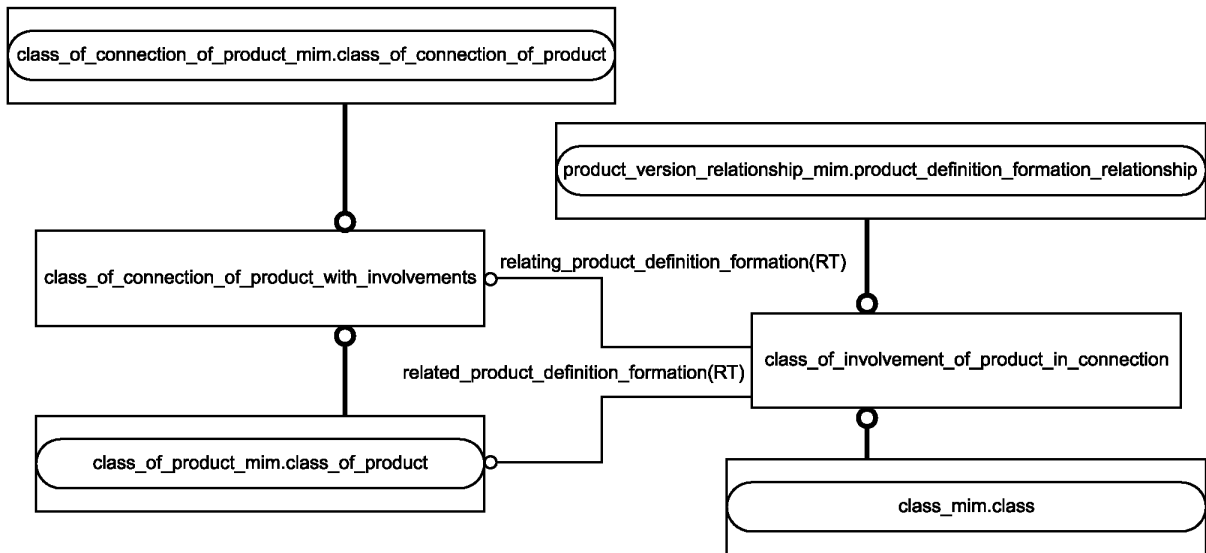 class_of_connection_of_product_mim.class_of_connection_of_product
product_version_relationship_mim.product_definition_formation_relationship
class_of_connection_of_product_with_involvements
relating_product_definition_formation(RT)
class_of_involvement_of_product_in_connection
related_product_definition_formation(RT)
class_of_product_mim.class_of_product
class_mim.class